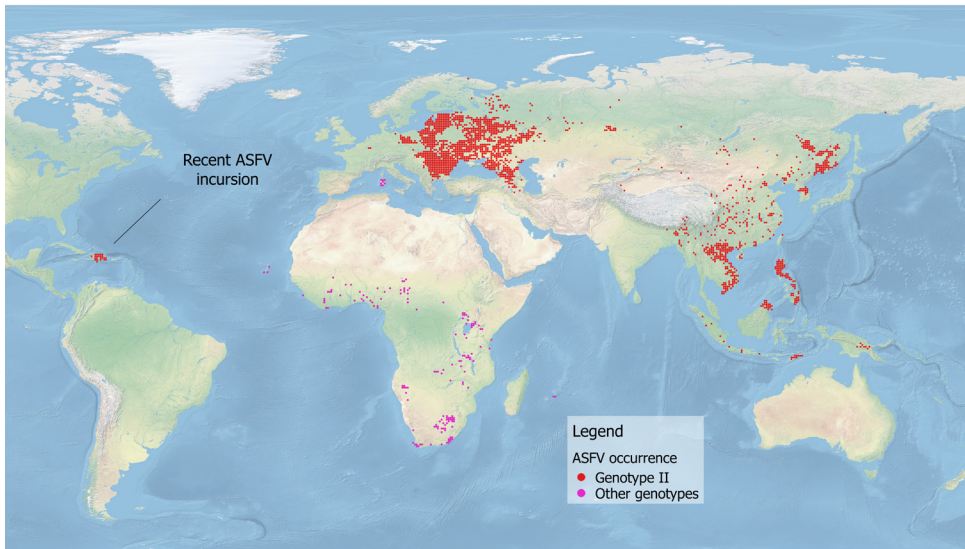 Recent ASFV
incursion
Legend
ASFV occurrence
Genotype II
Other genotypes